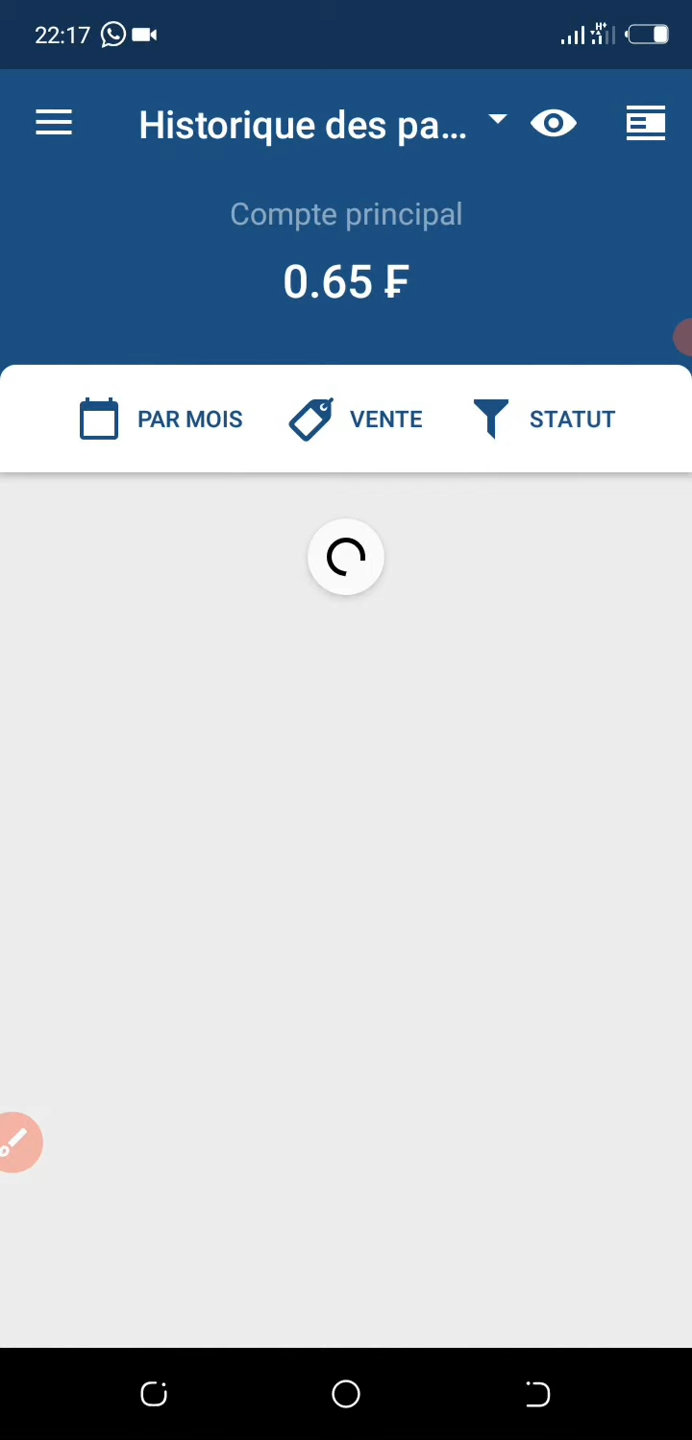 22:17
H+
Historique des pa...
Compte principal
0.65 ₣
PAR MOIS
VENTE
STATUT